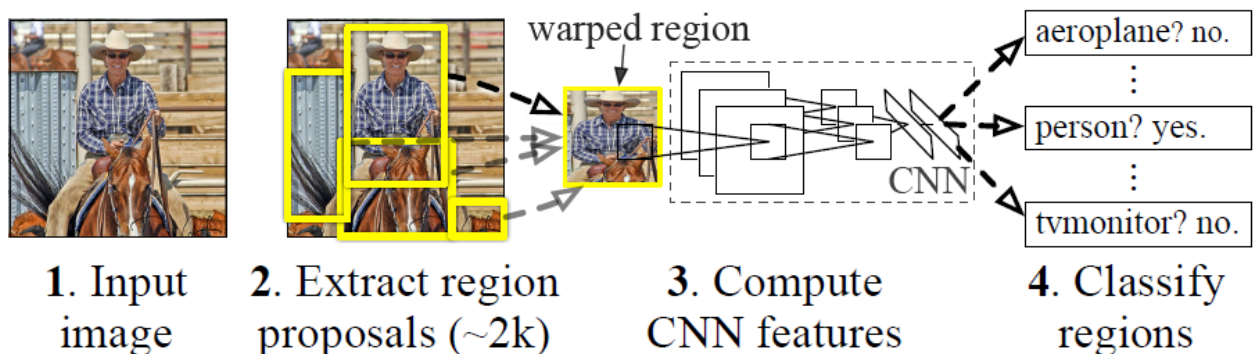 warped region
aeroplane? no.
⋮
person? yes.
CNN
⋮
tvmonitor? no.
1. Input
image
2. Extract region
proposals (~2k)
3. Compute
CNN features
4. Classify
regions